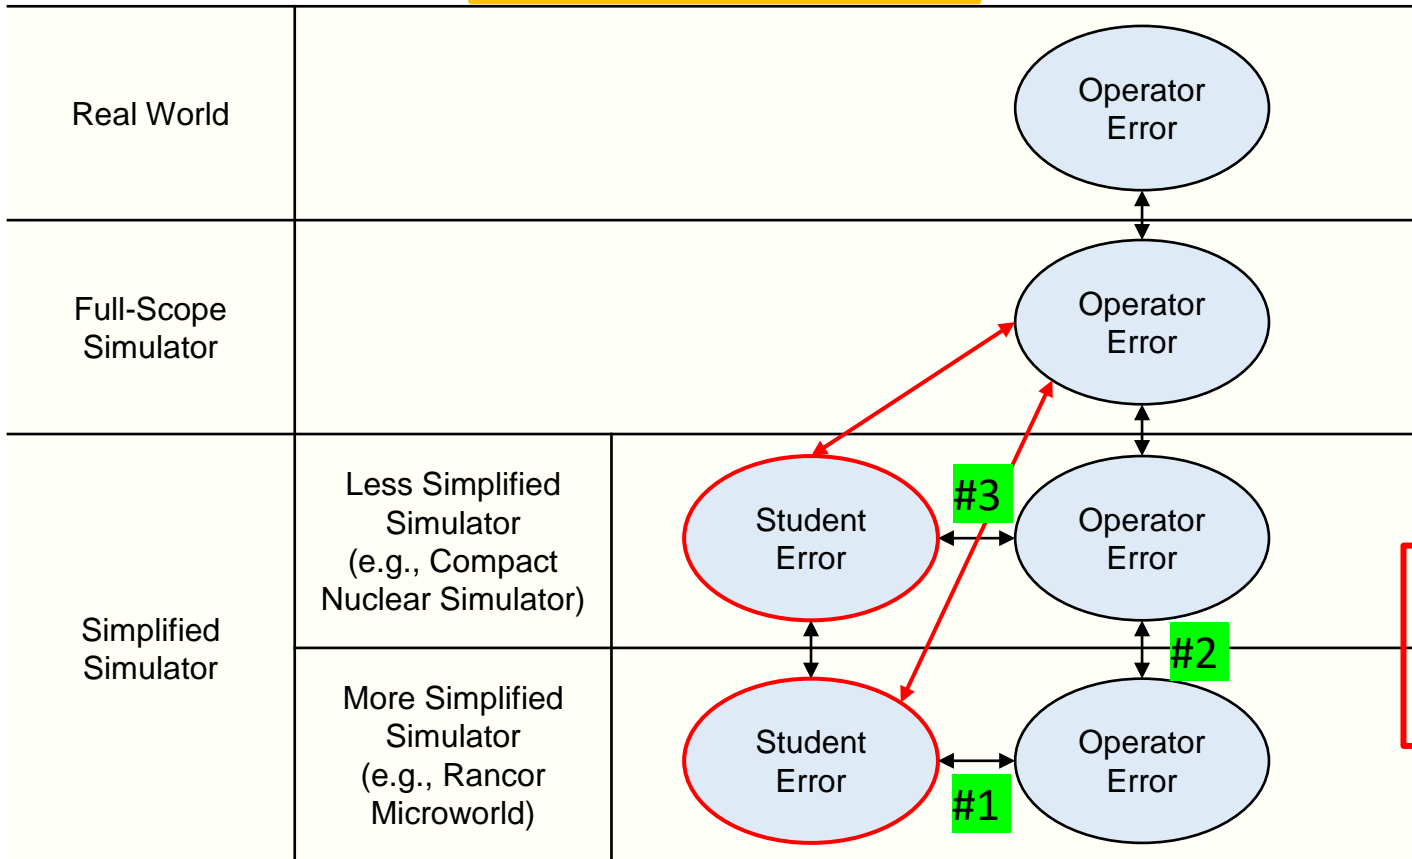 Real World
Operator
Error
Full-Scope
Simulator
Operator
Error
Simplified
Simulator
Less Simplified
Simulator
(e.g., Compact
Nuclear Simulator)
Student
Error
#3
Operator
Error
#2
More Simplified
Simulator
(e.g., Rancor
Microworld)
Student
Error
#1
Operator
Error